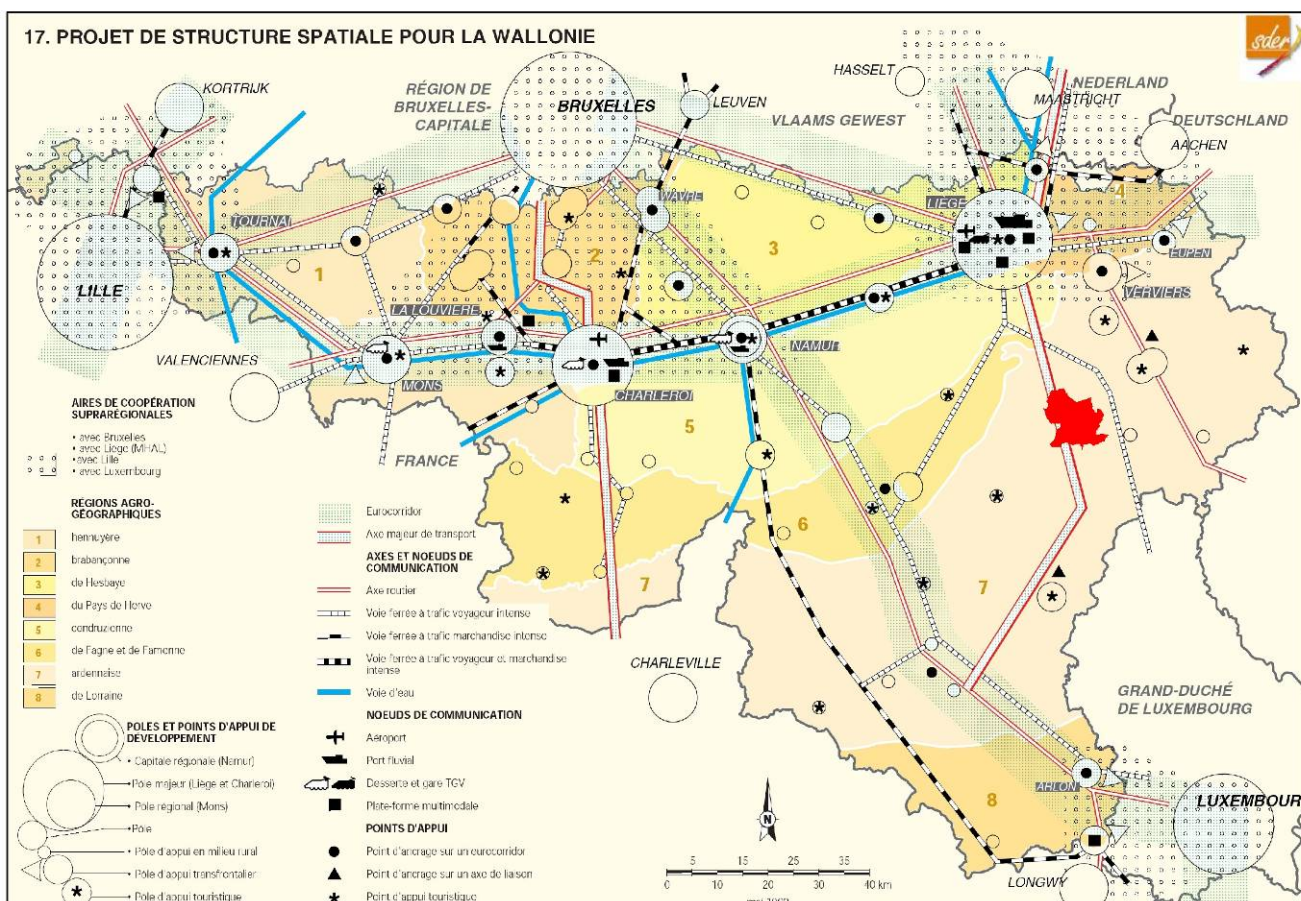 17. PROJET DE STRUCTURE SPATIALE POUR LA WALLONIE
sder
KORTRIJK
RÉGION DE
BRUXELLES-
CAPITALE
BRUXELLES
LEUVEN
VLAAMS GEWEST
HASSELT
NEDERLAND
MAASTRICHT
DEUTSCHLAND
AACHEN
TOURNAI
WAVRE
LIEGE
4
EUPEN
LILLE
1
2
3
VERVIERS
LA LOUVIERE
VALENCIENNES
MONS
NAMUR
CHARLEROI
FRANCE
5
6
7
7
CHARLEVILLE
GRAND-DUCHÉ
DE LUXEMBOURG
8
ARLON
LUXEMBOUR
LONGWY
AIRES DE COOPÉRATION
SUPRARÉGIONALES
• avec Bruxelles
• avec Liège (MHAL)
• avec Lille
• avec Luxembourg
RÉGIONS AGRO-
GÉOGRAPHIQUES
1 hennuyère
2 brabançonne
3 de Hesbaye
4 du Pays de Herve
5 condruzienne
6 de Fagne et de Famenne
7 ardennaise
8 de Lorraine
POLES ET POINTS D'APPUI DE
DÉVELOPPEMENT
• Capitale régionale (Namur)
Pôle majeur (Liège et Charleroi)
• Pôle régional (Mons)
• Pôle
• Pôle d'appui en milieu rural
• Pôle d'appui transfrontalier
• Pôle d'appui touristique
Eurocorridor
Axe majeur de transport
AXES ET NOEUDS DE
COMMUNICATION
Axe routier
Voie ferrée à trafic voyageur intense
Voie ferrée à trafic marchandise intense
Voie ferrée à trafic voyageur et marchandise
intense
Voie d'eau
NOEUDS DE COMMUNICATION
Aéroport
Port fluvial
Desserte et gare TGV
Plate-forme multimodale
POINTS D'APPUI
Point d'ancrage sur un eurocorridor
Point d'ancrage sur un axe de liaison
Point d'appui touristique
N
5 15 25 35
0 10 20 30 40 km